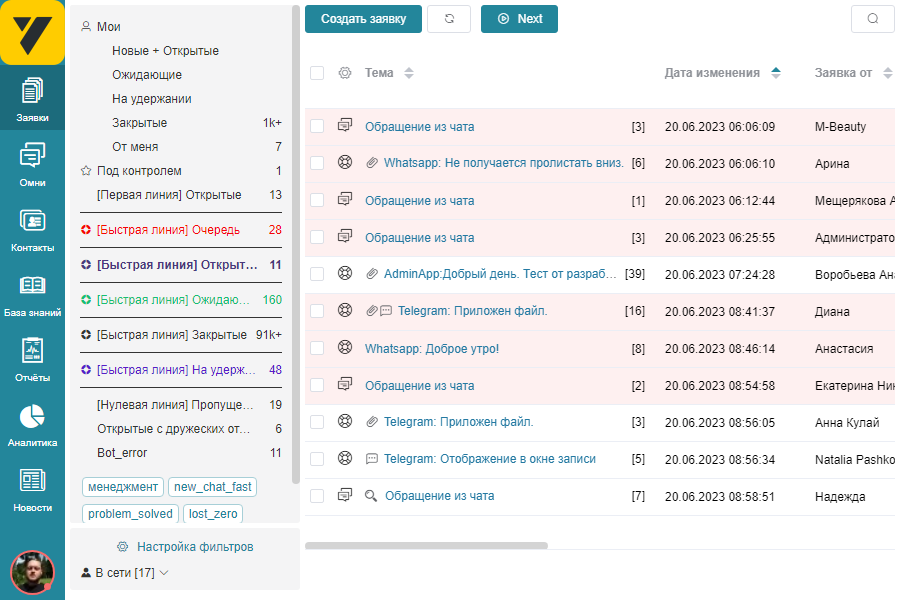 Заявки
Омни
Контакты
База знаний
Отчёты
Аналитика
Новости
Мои
Новые + Открытые
Ожидающие
На удержании
Закрытые 1k+
От меня 7
Под контролем 1
[Первая линия] Открытые 13
[Быстрая линия] Очередь 28
[Быстрая линия] Открыт... 11
[Быстрая линия] Ожидаю... 160
[Быстрая линия] Закрытые 91k+
[Быстрая линия] На удерж... 48
[Нулевая линия] Пропуще... 19
Открытые с дружеских от... 6
Bot_error 11
менеджмент new_chat_fast
problem_solved lost_zero
Настройка фильтров
В сети [17]
Создать заявку Next
Тема Дата изменения Заявка от
Обращение из чата [3] 20.06.2023 06:06:09 M-Beauty
Whatsapp: Не получается пролистать вниз. [6] 20.06.2023 06:06:10 Арина
Обращение из чата [1] 20.06.2023 06:12:44 Мещерякова А
Обращение из чата [3] 20.06.2023 06:25:55 Администрато
AdminApp:Добрый день. Тест от разраб... [39] 20.06.2023 07:24:28 Воробьева Ан
Telegram: Приложен файл. [16] 20.06.2023 08:41:37 Диана
Whatsapp: Доброе утро! [8] 20.06.2023 08:46:14 Анастасия
Обращение из чата [2] 20.06.2023 08:54:58 Екатерина Ник
Telegram: Приложен файл. [3] 20.06.2023 08:56:05 Анна Кулай
Telegram: Отображение в окне записи [5] 20.06.2023 08:56:34 Natalia Pashko
Обращение из чата [7] 20.06.2023 08:58:51 Надежда